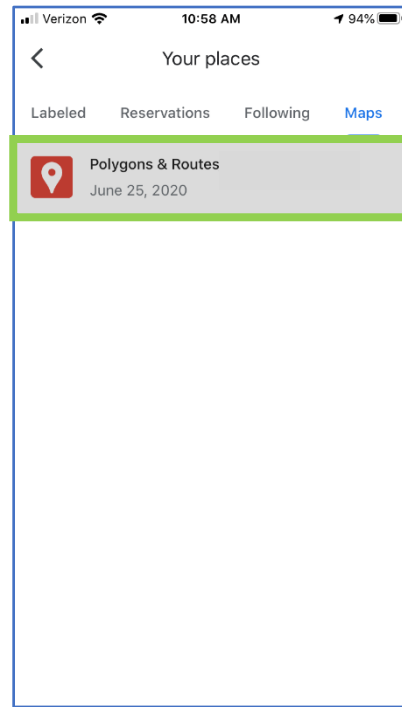 Verizon 10:58 AM 94%
Your places
Labeled Reservations Following Maps
Polygons & Routes
June 25, 2020